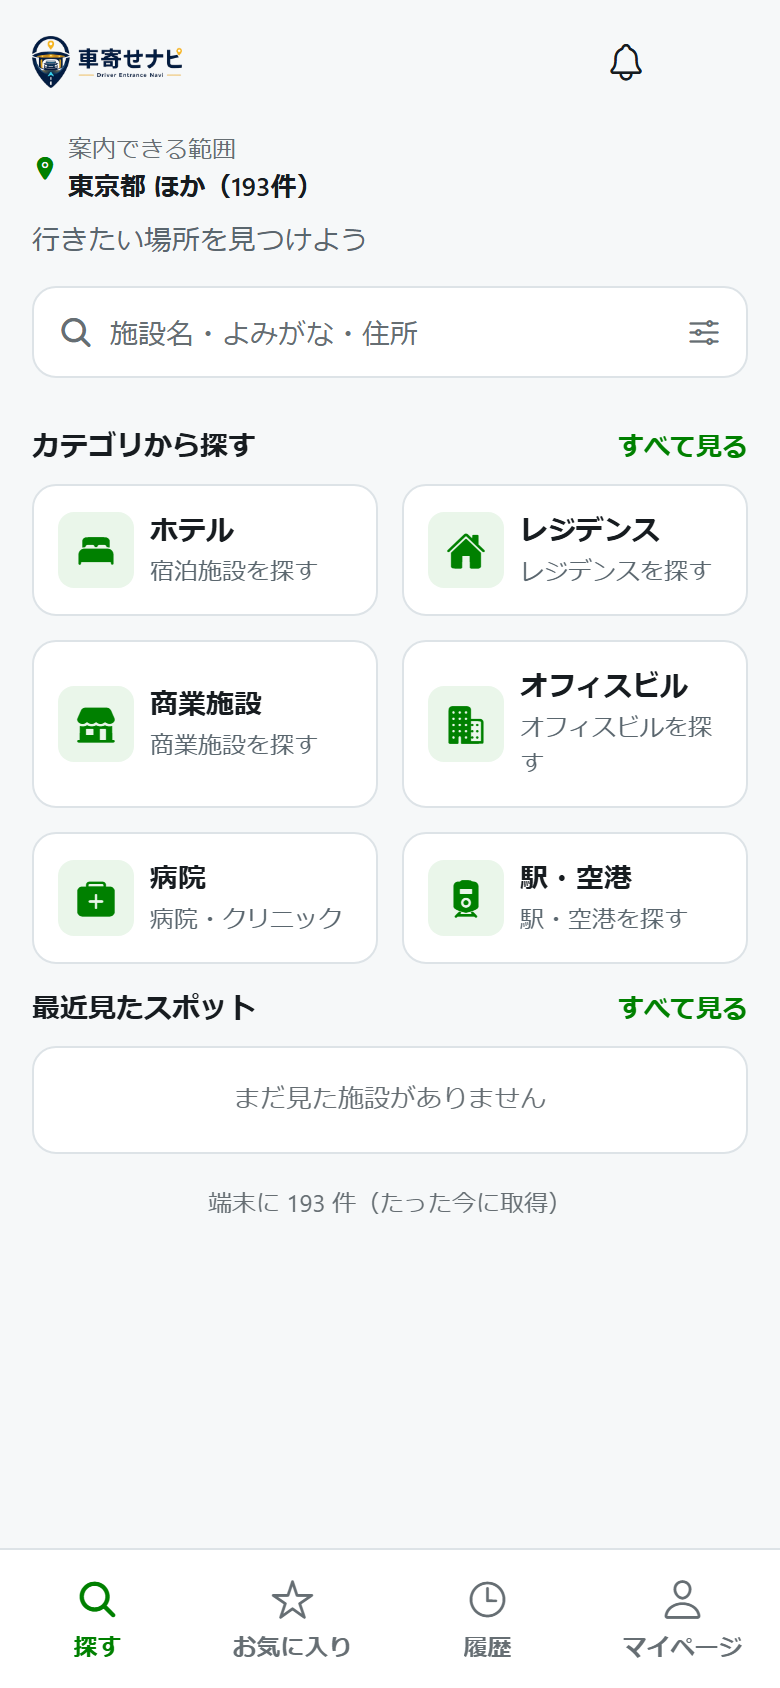 車寄せナビ
Driver Entrance Navi
案内できる範囲
東京都 ほか（193件）
行きたい場所を見つけよう
施設名・よみがな・住所
カテゴリから探す
すべて見る
ホテル
宿泊施設を探す
レジデンス
レジデンスを探す
商業施設
商業施設を探す
オフィスビル
オフィスビルを探
す
病院
病院・クリニック
駅・空港
駅・空港を探す
最近見たスポット
すべて見る
まだ見た施設がありません
端末に 193 件（たった今に取得）
探す
お気に入り
履歴
マイページ